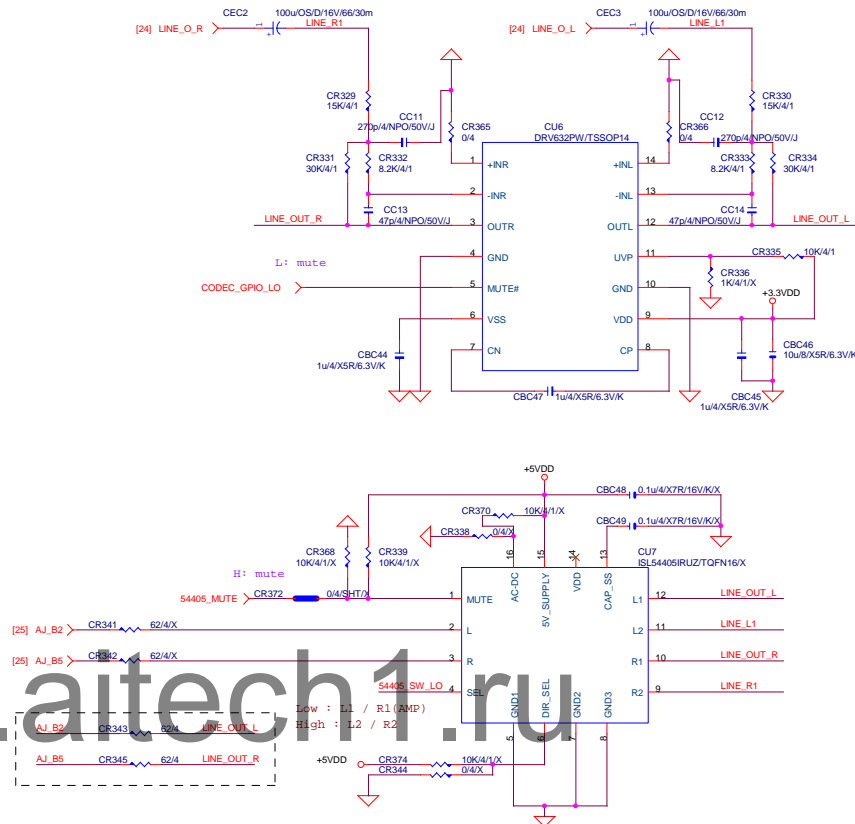 CEC2 100u/OS/D/16V/66/30m
[24] LINE_O_R 1 + LINE_R1
CEC3 100u/OS/D/16V/66/30m
[24] LINE_O_L 1 + LINE_L1
CR329
15K/4/1
CR330
15K/4/1
CC11
270p/4/NPO/50V/J
CR365
0/4
CU6
DRV632PW/TSSOP14
CR366
0/4
CC12
270p/4/NPO/50V/J
CR331
30K/4/1
CR332
8.2K/4/1
CR333
8.2K/4/1
CR334
30K/4/1
1 +INR +INL 14
2 -INR -INL 13
CC13
47p/4/NPO/50V/J
CC14
47p/4/NPO/50V/J
LINE_OUT_R 3 OUTR OUTL 12 LINE_OUT_L
4 GND UVP 11
CR335 10K/4/1
CR336
1K/4/1/X
L: mute
CODEC_GPIO_LO 5 MUTE# GND 10
+3.3VDD
6 VSS VDD 9
7 CN CP 8
CBC44
1u/4/X5R/6.3V/K
CBC46
10u/8/X5R/6.3V/K
CBC47 1u/4/X5R/6.3V/K
CBC45
1u/4/X5R/6.3V/K
+5VDD
CBC48 0.1u/4/X7R/16V/K/X
CR370 10K/4/1/X
CBC49 0.1u/4/X7R/16V/K/X
CR338 0/4/X
CU7
ISL54405IRUZ/TQFN16/X
CR368
10K/4/1/X
CR339
10K/4/1/X
16 15 14 13
AC-DC 5V_SUPPLY VDD CAP_SS
H: mute
54405_MUTE CR372 0/4/SHT/X 1 MUTE L1 12 LINE_OUT_L
[25] AJ_B2 CR341 62/4/X 2 L L2 11 LINE_L1
[25] AJ_B5 CR342 62/4/X 3 R R1 10 LINE_OUT_R
54405_SW_LO 4 SEL R2 9 LINE_R1
GND1 DIR_SEL GND2 GND3
5 6 7 8
Low : L1 / R1(AMP)
High : L2 / R2
.aitech1.ru
AJ_B2 CR343 62/4 LINE_OUT_L
AJ_B5 CR345 62/4 LINE_OUT_R
+5VDD CR374 10K/4/1/X
CR344 0/4/X